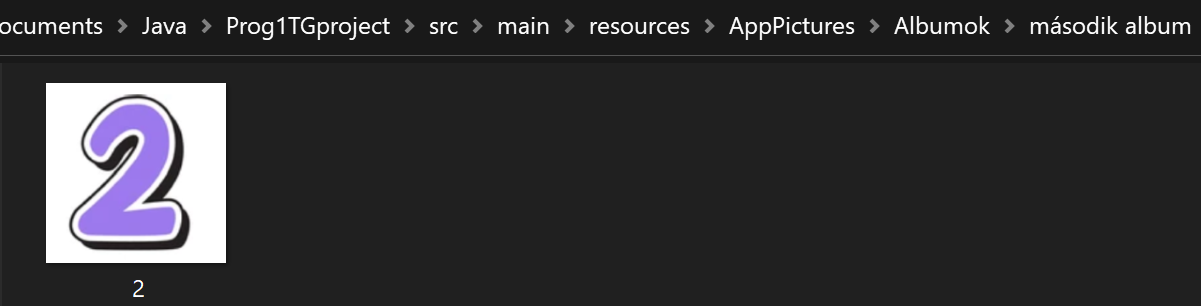 ocuments > Java > Prog1TGproject > src > main > resources > AppPictures > Albumok > második album
2
2